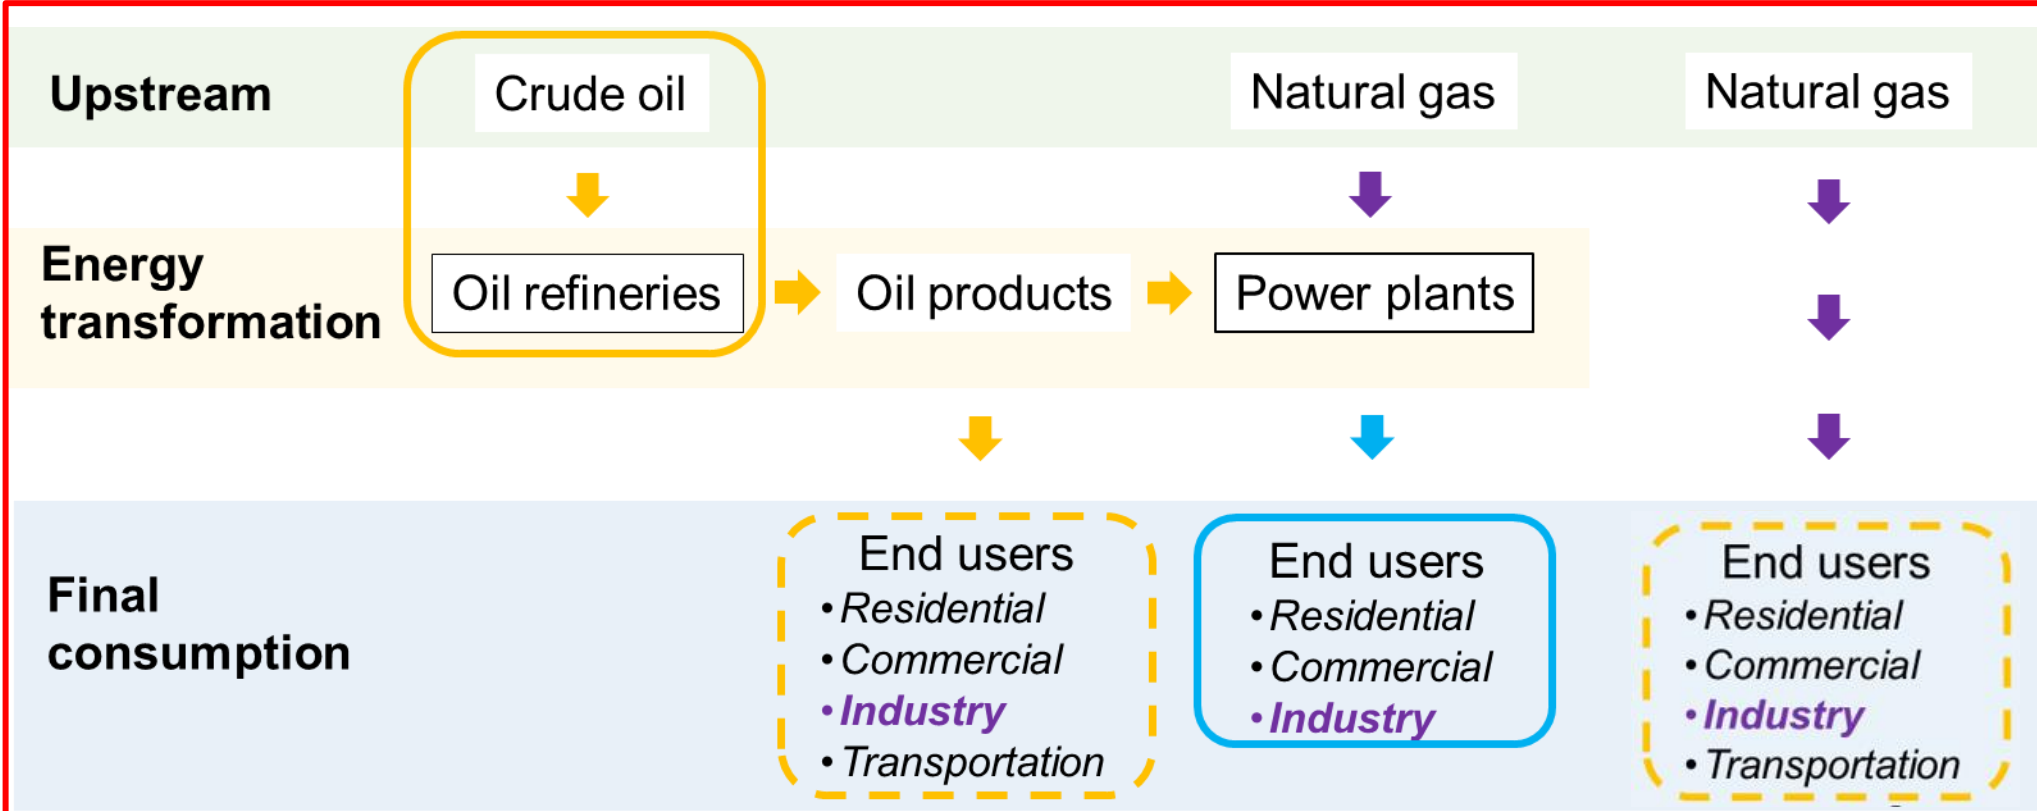 Upstream
Crude oil
Natural gas
Natural gas
Energy
transformation
Oil refineries
Oil products
Power plants
Final
consumption
End users
• Residential
• Commercial
• Industry
• Transportation
End users
• Residential
• Commercial
• Industry
End users
• Residential
• Commercial
• Industry
• Transportation